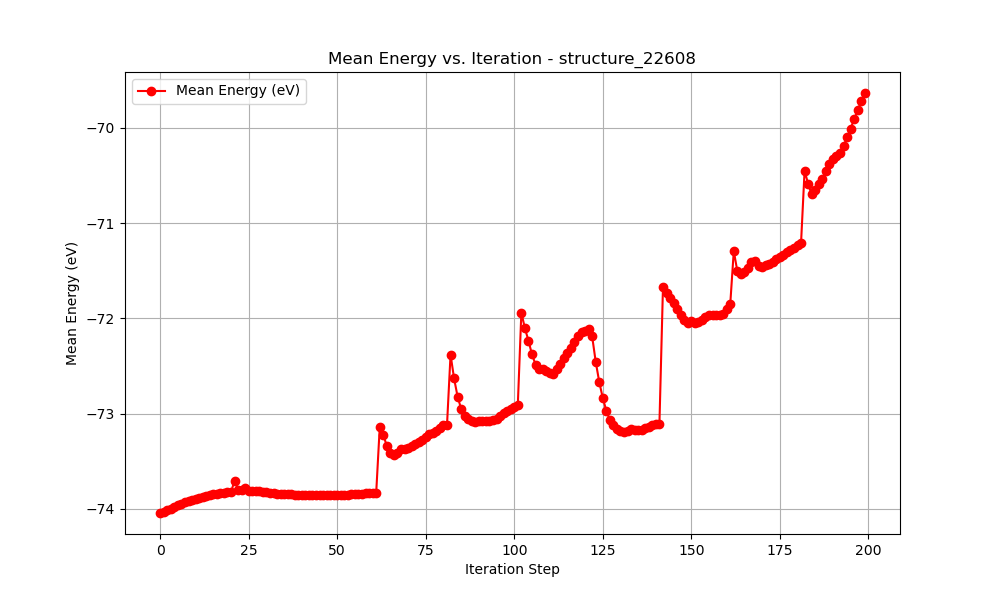 Mean Energy vs. Iteration - structure_22608
Mean Energy (eV)
Mean Energy (eV)
−70
−71
−72
−73
−74
0 25 50 75 100 125 150 175 200
Iteration Step